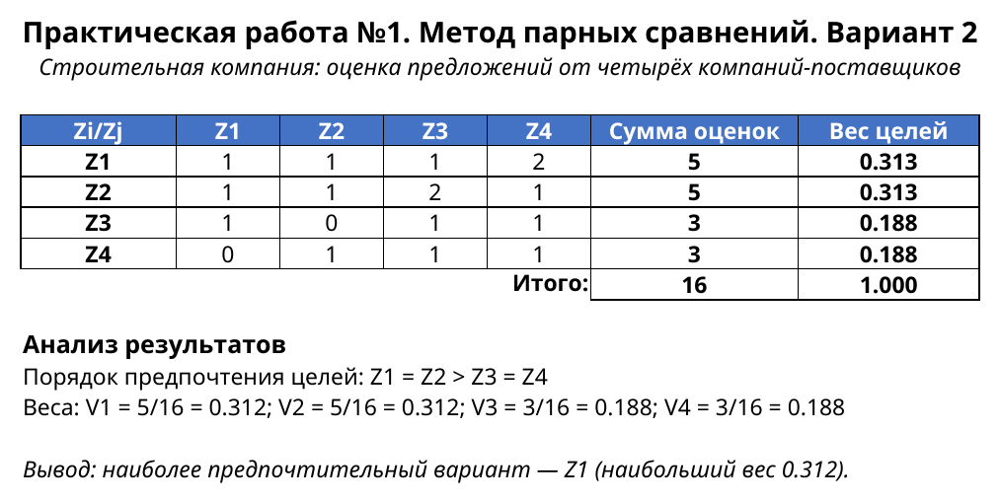 Практическая работа №1. Метод парных сравнений. Вариант 2
Строительная компания: оценка предложений от четырёх компаний-поставщиков
Zi/Zj Z1 Z2 Z3 Z4 Сумма оценок Вес целей
Z1 1 1 1 2 5 0.313
Z2 1 1 2 1 5 0.313
Z3 1 0 1 1 3 0.188
Z4 0 1 1 1 3 0.188
Итого: 16 1.000
Анализ результатов
Порядок предпочтения целей: Z1 = Z2 > Z3 = Z4
Веса: V1 = 5/16 = 0.312; V2 = 5/16 = 0.312; V3 = 3/16 = 0.188; V4 = 3/16 = 0.188
Вывод: наиболее предпочтительный вариант — Z1 (наибольший вес 0.312).